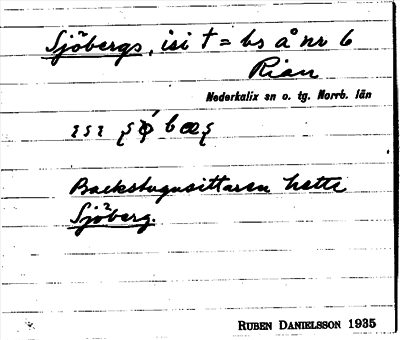 Sjöbergs, isi t = bs å nr 6
Rian
Nederkalix sn o. tg. Norrb. län
Backstugusittaren hette
Sjöberg.
RUBEN DANIELSSON 1935